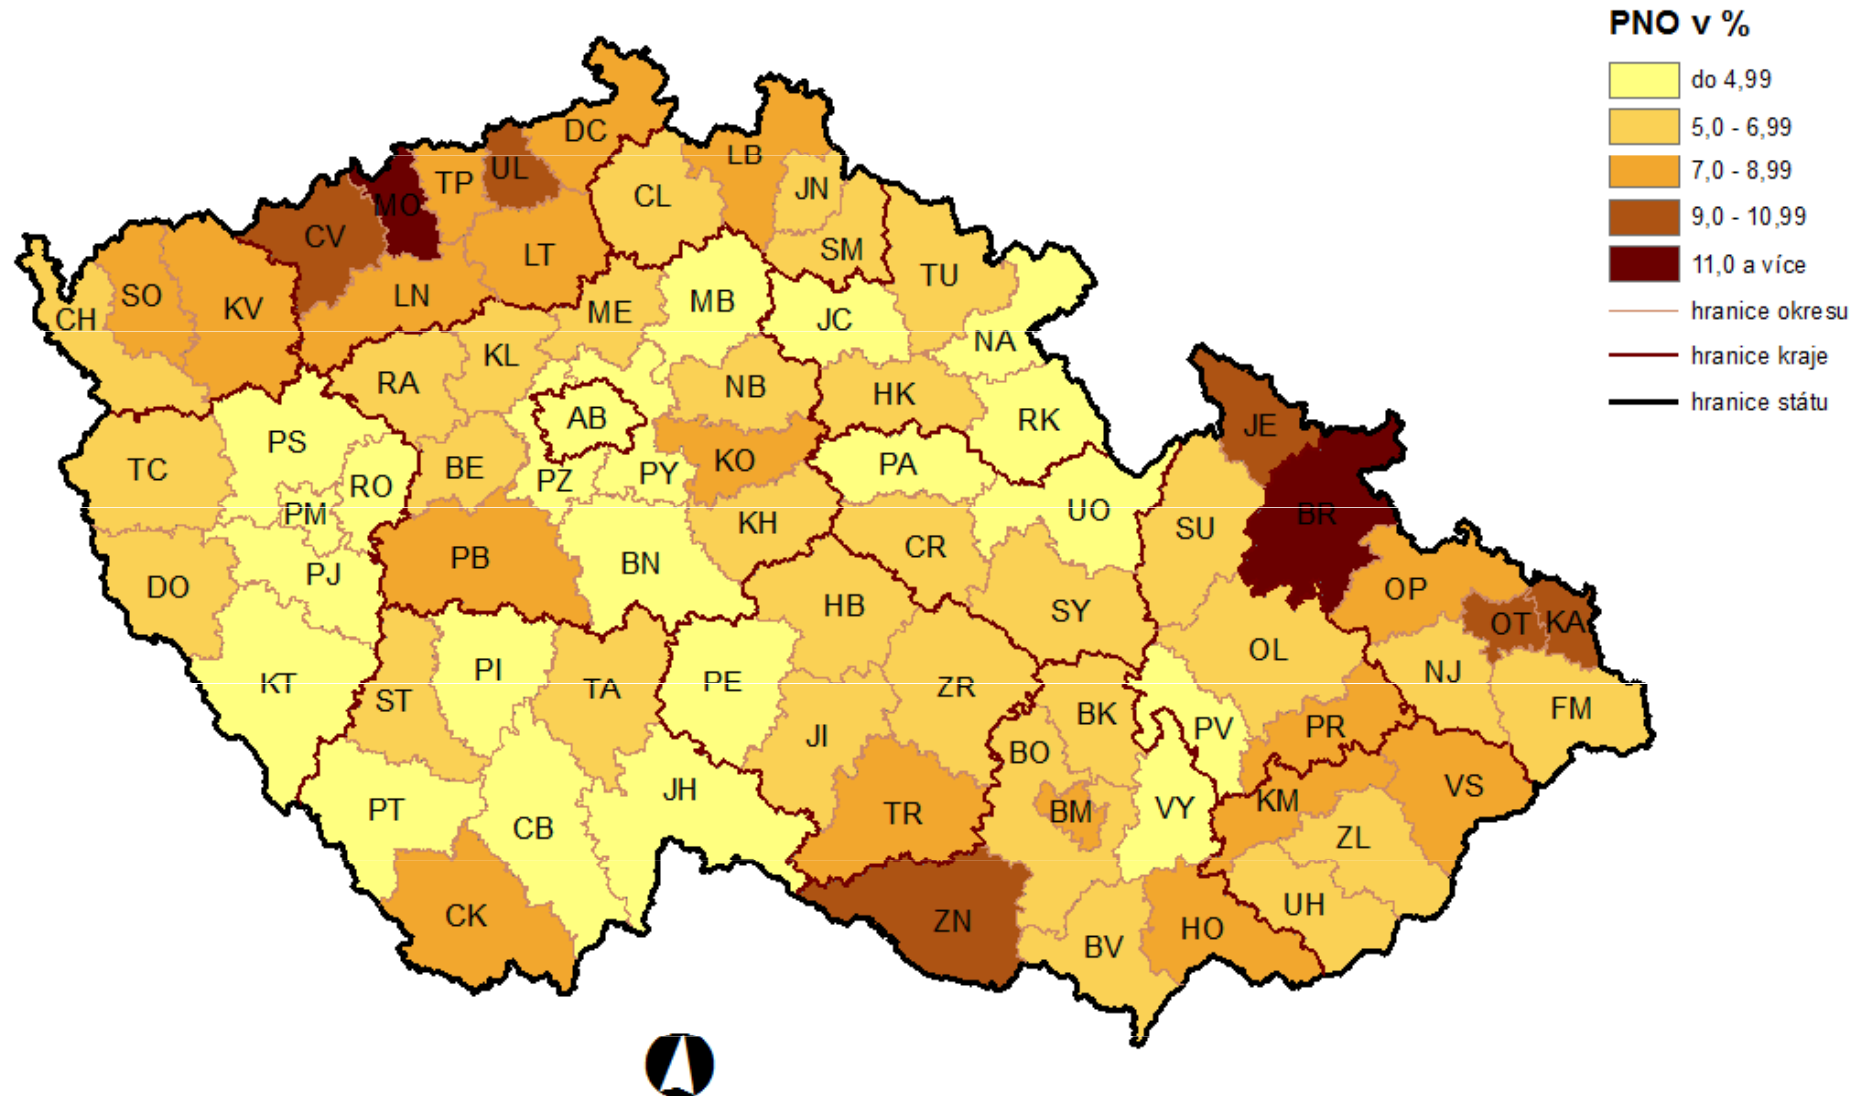 PNO v %
do 4,99
5,0 - 6,99
7,0 - 8,99
9,0 - 10,99
11,0 a více
hranice okresu
hranice kraje
hranice státu
DC
LB
UL
TP
JN
CL
MO
CV
SM
LT
TU
SO
LN
KV
MB
ME
JC
CH
NA
KL
RA
NB
HK
AB
RK
JE
PS
KO
PA
TC
BE
PY
PZ
RO
PM
UO
BR
KH
SU
CR
PB
BN
PJ
DO
OP
HB
SY
OT
KA
OL
PI
NJ
KT
PE
TA
ZR
ST
FM
BK
PV
PR
JI
BO
VS
JH
KM
VY
PT
BM
TR
CB
ZL
UH
CK
ZN
HO
BV